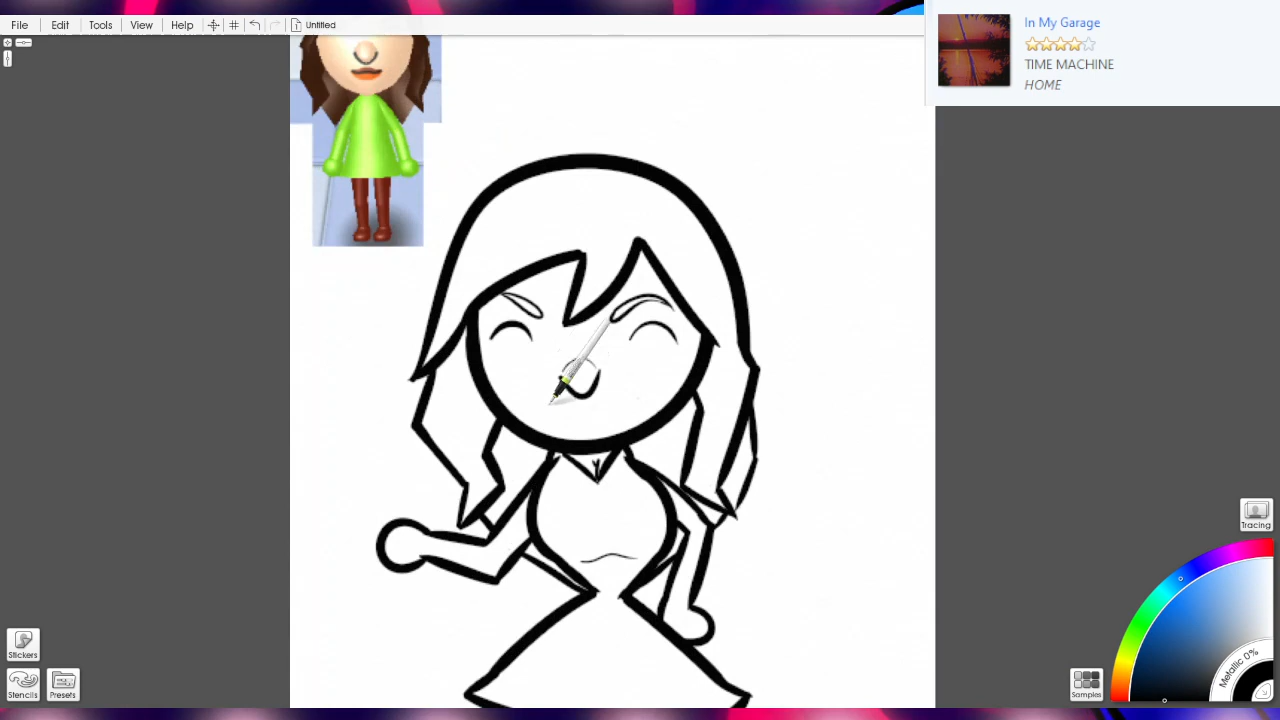 File Edit Tools View Help Untitled
In My Garage
TIME MACHINE
HOME
Tracing
Metallic 0%
Stickers
Stencils Presets
Samples